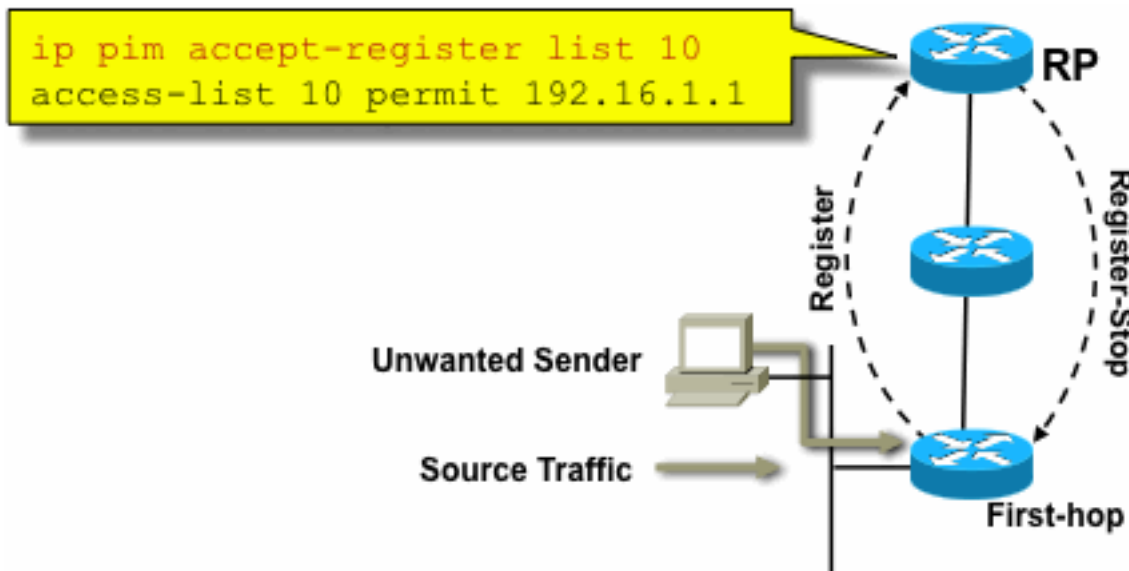 ip pim accept-register list 10
access-list 10 permit 192.16.1.1
RP
Register
Register-Stop
Unwanted Sender
Source Traffic
First-hop